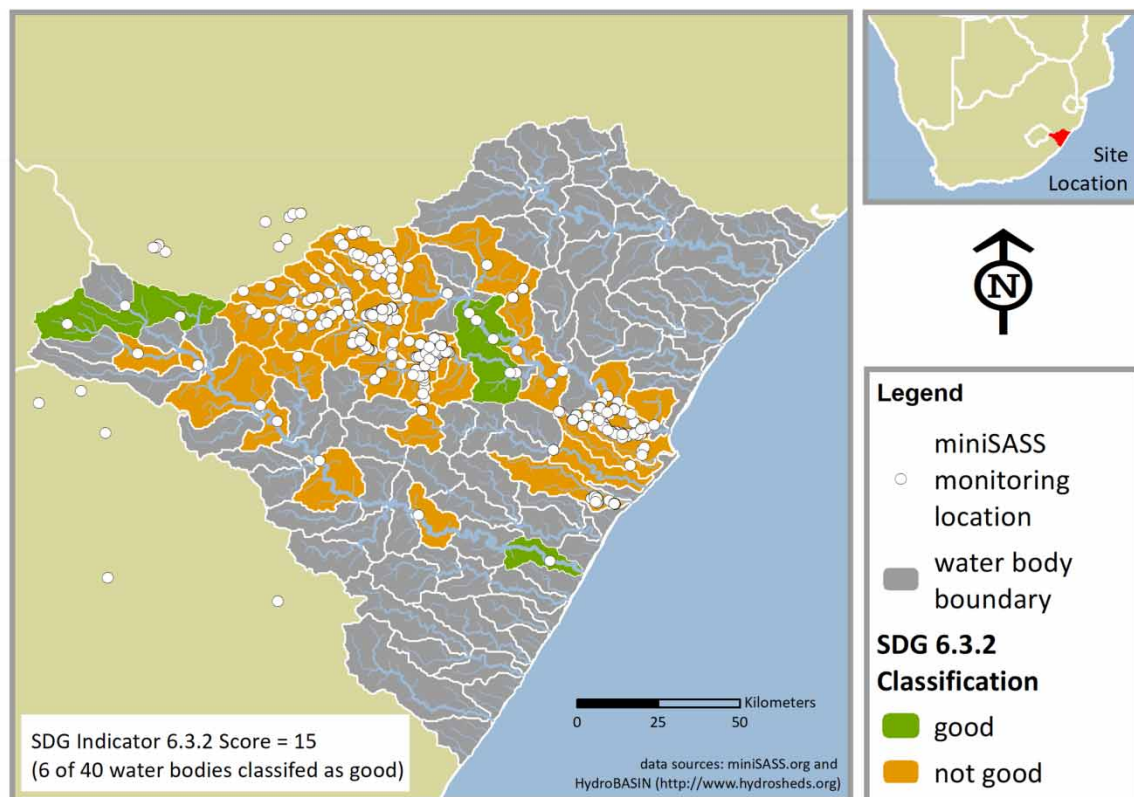 SDG Indicator 6.3.2 Score = 15
(6 of 40 water bodies classifed as good)
Kilometers
0 25 50
data sources: miniSASS.org and
HydroBASIN (http://www.hydrosheds.org)
Site
Location
N
Legend
miniSASS
monitoring
location
water body
boundary
SDG 6.3.2
Classification
good
not good